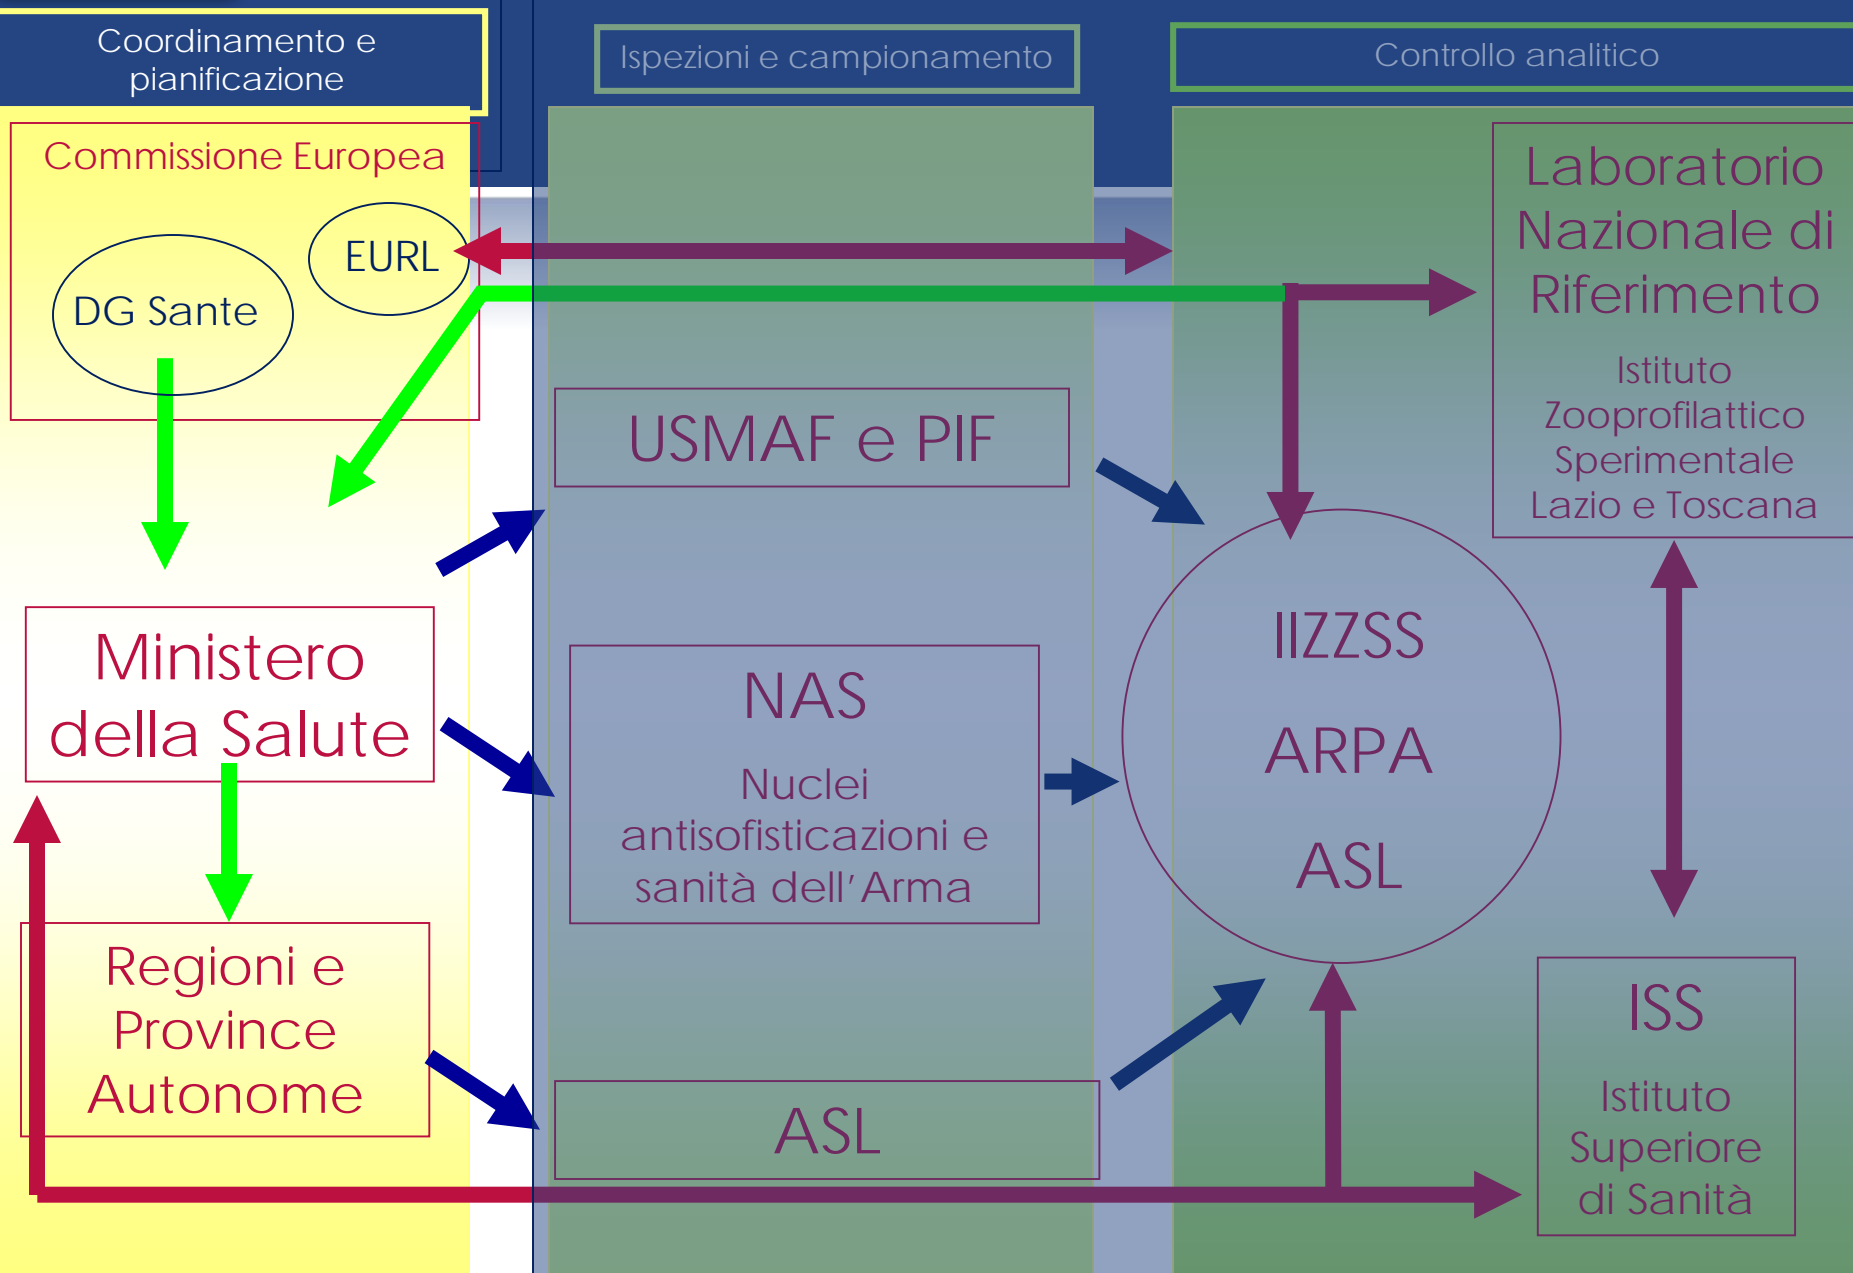 Coordinamento e
pianificazione
Ispezioni e campionamento
Controllo analitico
Commissione Europea
EURL
DG Sante
Ministero
della Salute
Regioni e
Province
Autonome
USMAF e PIF
NAS
Nuclei
antisofisticazioni e
sanità dell’Arma
ASL
IIZZSS
ARPA
ASL
Laboratorio
Nazionale di
Riferimento
Istituto
Zooprofilattico
Sperimentale
Lazio e Toscana
ISS
Istituto
Superiore
di Sanità